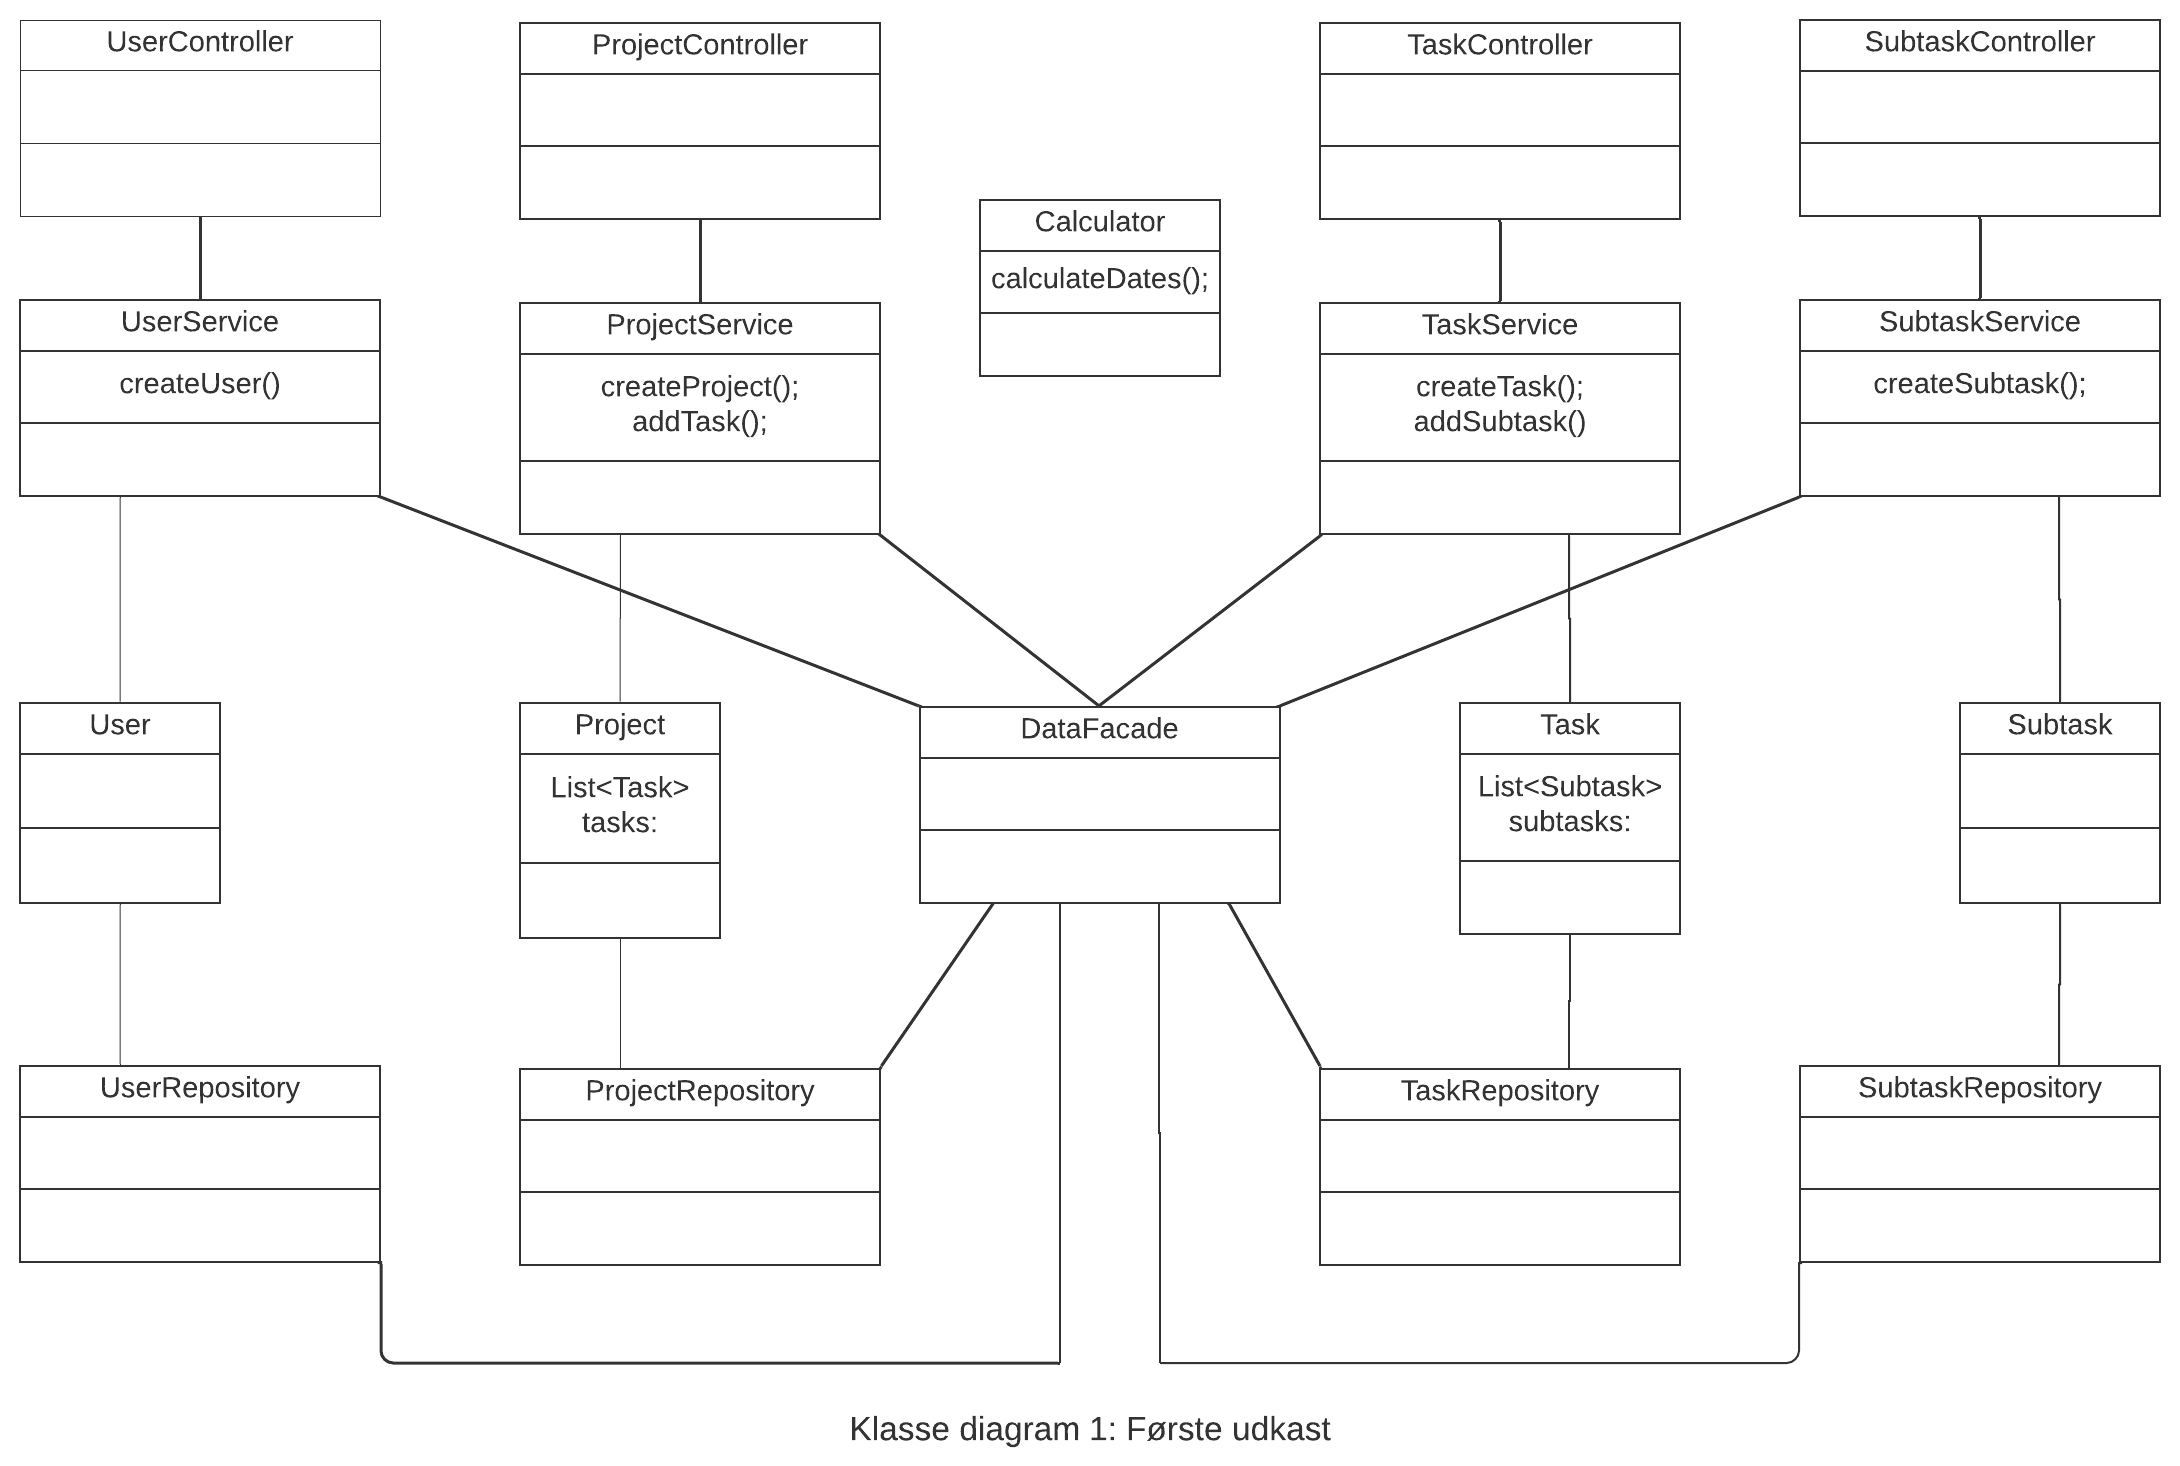 UserController
ProjectController
TaskController
SubtaskController
Calculator
calculateDates();
UserService
createUser()
ProjectService
createProject();
addTask();
TaskService
createTask();
addSubtask()
SubtaskService
createSubtask();
User
Project
List<Task>
tasks:
DataFacade
Task
List<Subtask>
subtasks:
Subtask
UserRepository
ProjectRepository
TaskRepository
SubtaskRepository
Klasse diagram 1: Første udkast